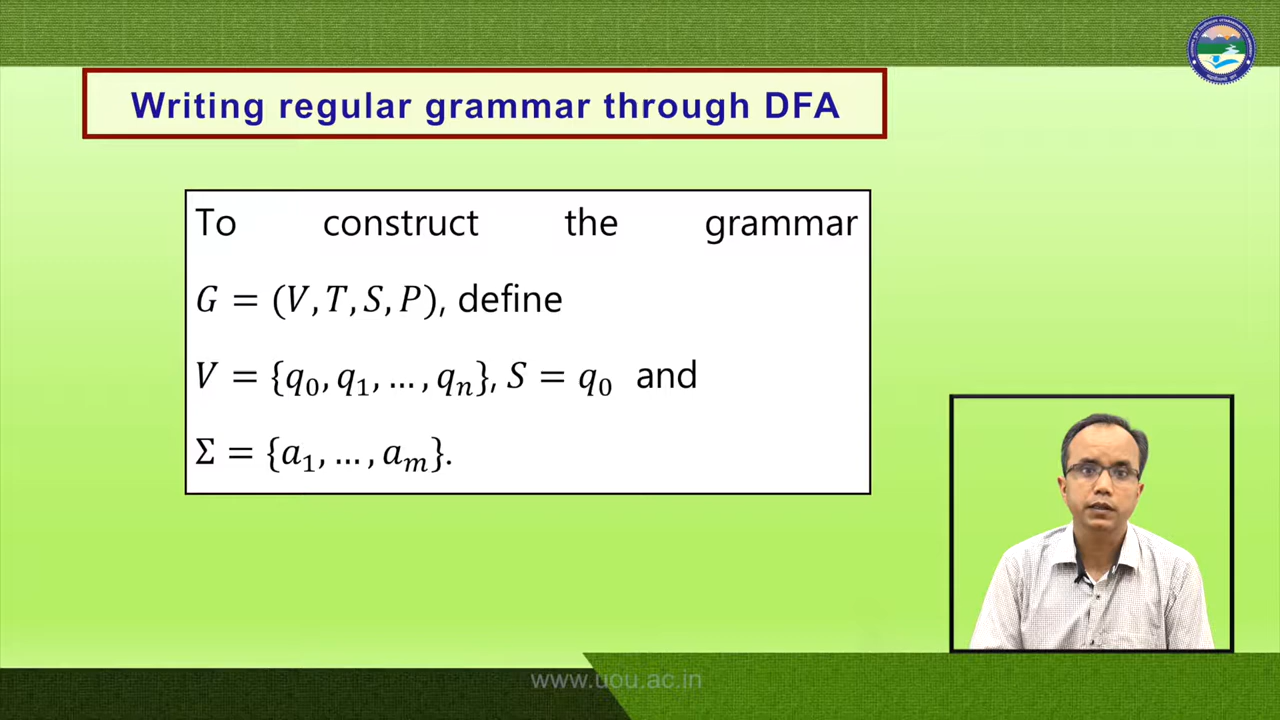 Writing regular grammar through DFA
To construct the grammar
G = (V, T, S, P), define
V = {q₀, q₁, … , qₙ}, S = q₀ and
Σ = {a₁, … , aₘ}.
www.uou.ac.in